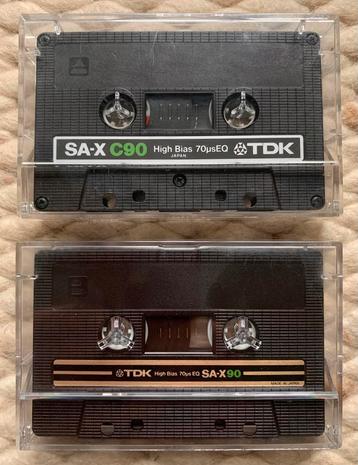 A
SA-X C90 High Bias 70µsEQ TDK
JAPAN
B
TDK High Bias 70µs EQ SA-X90
MADE IN JAPAN